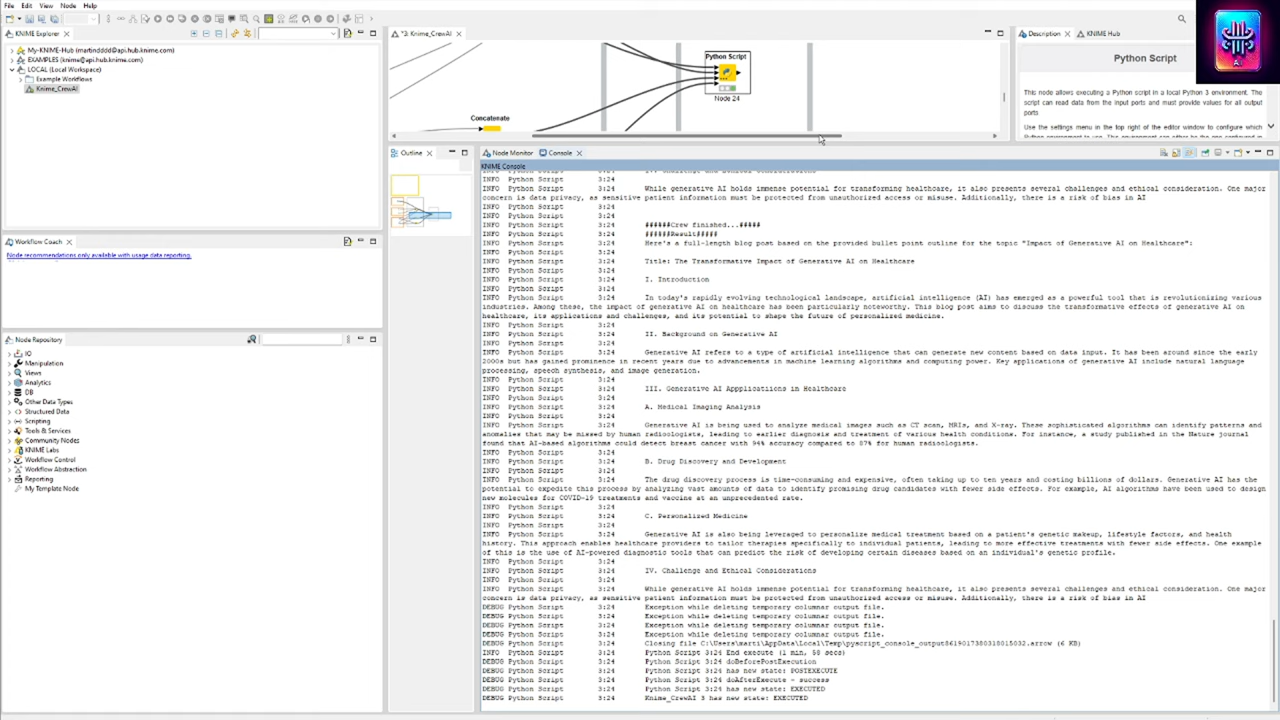 File Edit View Node Help
KNIME Explorer
My-KNIME-Hub (martindddd@api.hub.knime.com)
EXAMPLES (knime@api.hub.knime.com)
LOCAL (Local Workspace)
Example Workflows
Knime_CrewAI
*3: Knime_CrewAI
Python Script
Node 24
Concatenate
Description KNIME Hub
Python Script
This node allows executing a Python script in a local Python 3 environment. The
script can read data from the input ports and must provide values for all output
ports
Use the settings menu in the top right of the editor window to configure which
AI
Workflow Coach
Node recommendations only available with usage data reporting.
Node Repository
IO
Manipulation
Views
Analytics
DB
Other Data Types
Structured Data
Scripting
Tools & Services
Community Nodes
KNIME Labs
Workflow Control
Workflow Abstraction
Reporting
My Template Node
Outline
Node Monitor Console
KNIME Console
INFO Python Script 3:24
INFO Python Script 3:24 While generative AI holds immense potential for transforming healthcare, it also presents several challenges and ethical consideration. One major
concern is data privacy, as sensitive patient information must be protected from unauthorized access or misuse. Additionally, there is a risk of bias in AI
INFO Python Script 3:24
INFO Python Script 3:24
INFO Python Script 3:24 ######Crew finished...#####
INFO Python Script 3:24 ######Result#####
INFO Python Script 3:24 Here's a full-length blog post based on the provided bullet point outline for the topic "Impact of Generative AI on Healthcare":
INFO Python Script 3:24
INFO Python Script 3:24 Title: The Transformative Impact of Generative AI on Healthcare
INFO Python Script 3:24
INFO Python Script 3:24 I. Introduction
INFO Python Script 3:24
INFO Python Script 3:24 In today's rapidly evolving technological landscape, artificial intelligence (AI) has emerged as a powerful tool that is revolutionizing various
industries. Among these, the impact of generative AI on healthcare has been particularly noteworthy. This blog post aims to discuss the transformative effects of generative AI on
healthcare, its applications and challenges, and its potential to shape the future of personalized medicine.
INFO Python Script 3:24
INFO Python Script 3:24 II. Background on Generative AI
INFO Python Script 3:24
INFO Python Script 3:24 Generative AI refers to a type of artificial intelligence that can generate new content based on data input. It has been around since the early
2000s but has gained prominence in recent years due to advancements in machine learning algorithms and computing power. Key applications of generative AI include natural language
processing, speech synthesis, and image generation.
INFO Python Script 3:24
INFO Python Script 3:24 III. Generative AI Appplicatiions in Healthcare
INFO Python Script 3:24
INFO Python Script 3:24 A. Medical Imaging Analysis
INFO Python Script 3:24
INFO Python Script 3:24 Generative AI is being used to analyze medical images such as CT scan, MRIs, and X-ray. These sophisticated algorithms can identify patterns and
anomalies that may be missed by human radioologists, leading to earlier diagnosis and treatment of various health conditions. For instance, a study published in the Nature journal
found that AI-based algorithms could detect breast cancer with 94% accuracy compared to 87% for human radiologists.
INFO Python Script 3:24
INFO Python Script 3:24 B. Drug Discovery and Development
INFO Python Script 3:24
INFO Python Script 3:24 The drug discovery process is time-consuming and expensive, often taking up to ten years and costing billions of dollars. Generative AI has the
potential to expedite this process by analyzing vast amounts of data to identify promising drug candidates with fewer side effects. For example, AI algorithms have been used to design
new molecules for COVID-19 treatments and vaccine at an unprecedented rate.
INFO Python Script 3:24
INFO Python Script 3:24 C. Personalized Medicine
INFO Python Script 3:24
INFO Python Script 3:24 Generative AI is also being leveraged to personalize medical treatment based on a patient's genetic makeup, lifestyle factors, and health
history. This approach enables healthcare providers to tailor therapies specifically to individual patients, leading to more effective treatments with fewer side effects. One example
of this is the use of AI-powered diagnostic tools that can predict the risk of developing certain diseases based on an individual's genetic profile.
INFO Python Script 3:24
INFO Python Script 3:24 IV. Challenge and Ethical Considerations
INFO Python Script 3:24
INFO Python Script 3:24 While generative AI holds immense potential for transforming healthcare, it also presents several challenges and ethical consideration. One major
concern is data privacy, as sensitive patient information must be protected from unauthorized access or misuse. Additionally, there is a risk of bias in AI
DEBUG Python Script 3:24 Exception while deleting temporary columnar output file.
DEBUG Python Script 3:24 Exception while deleting temporary columnar output file.
DEBUG Python Script 3:24 Exception while deleting temporary columnar output file.
DEBUG Python Script 3:24 Exception while deleting temporary columnar output file.
DEBUG Python Script 3:24 Closing file
INFO Python Script 3:24 Python Script 3:24 End execute (1 min, 58 secs)
DEBUG Python Script 3:24 Python Script 3:24 doBeforePostExecution
DEBUG Python Script 3:24 Python Script 3:24 has new state: POSTEXECUTE
DEBUG Python Script 3:24 Python Script 3:24 doAfterExecute - success
DEBUG Python Script 3:24 Python Script 3:24 has new state: EXECUTED
DEBUG Python Script 3:24 Knime_CrewAI 3 has new state: EXECUTED